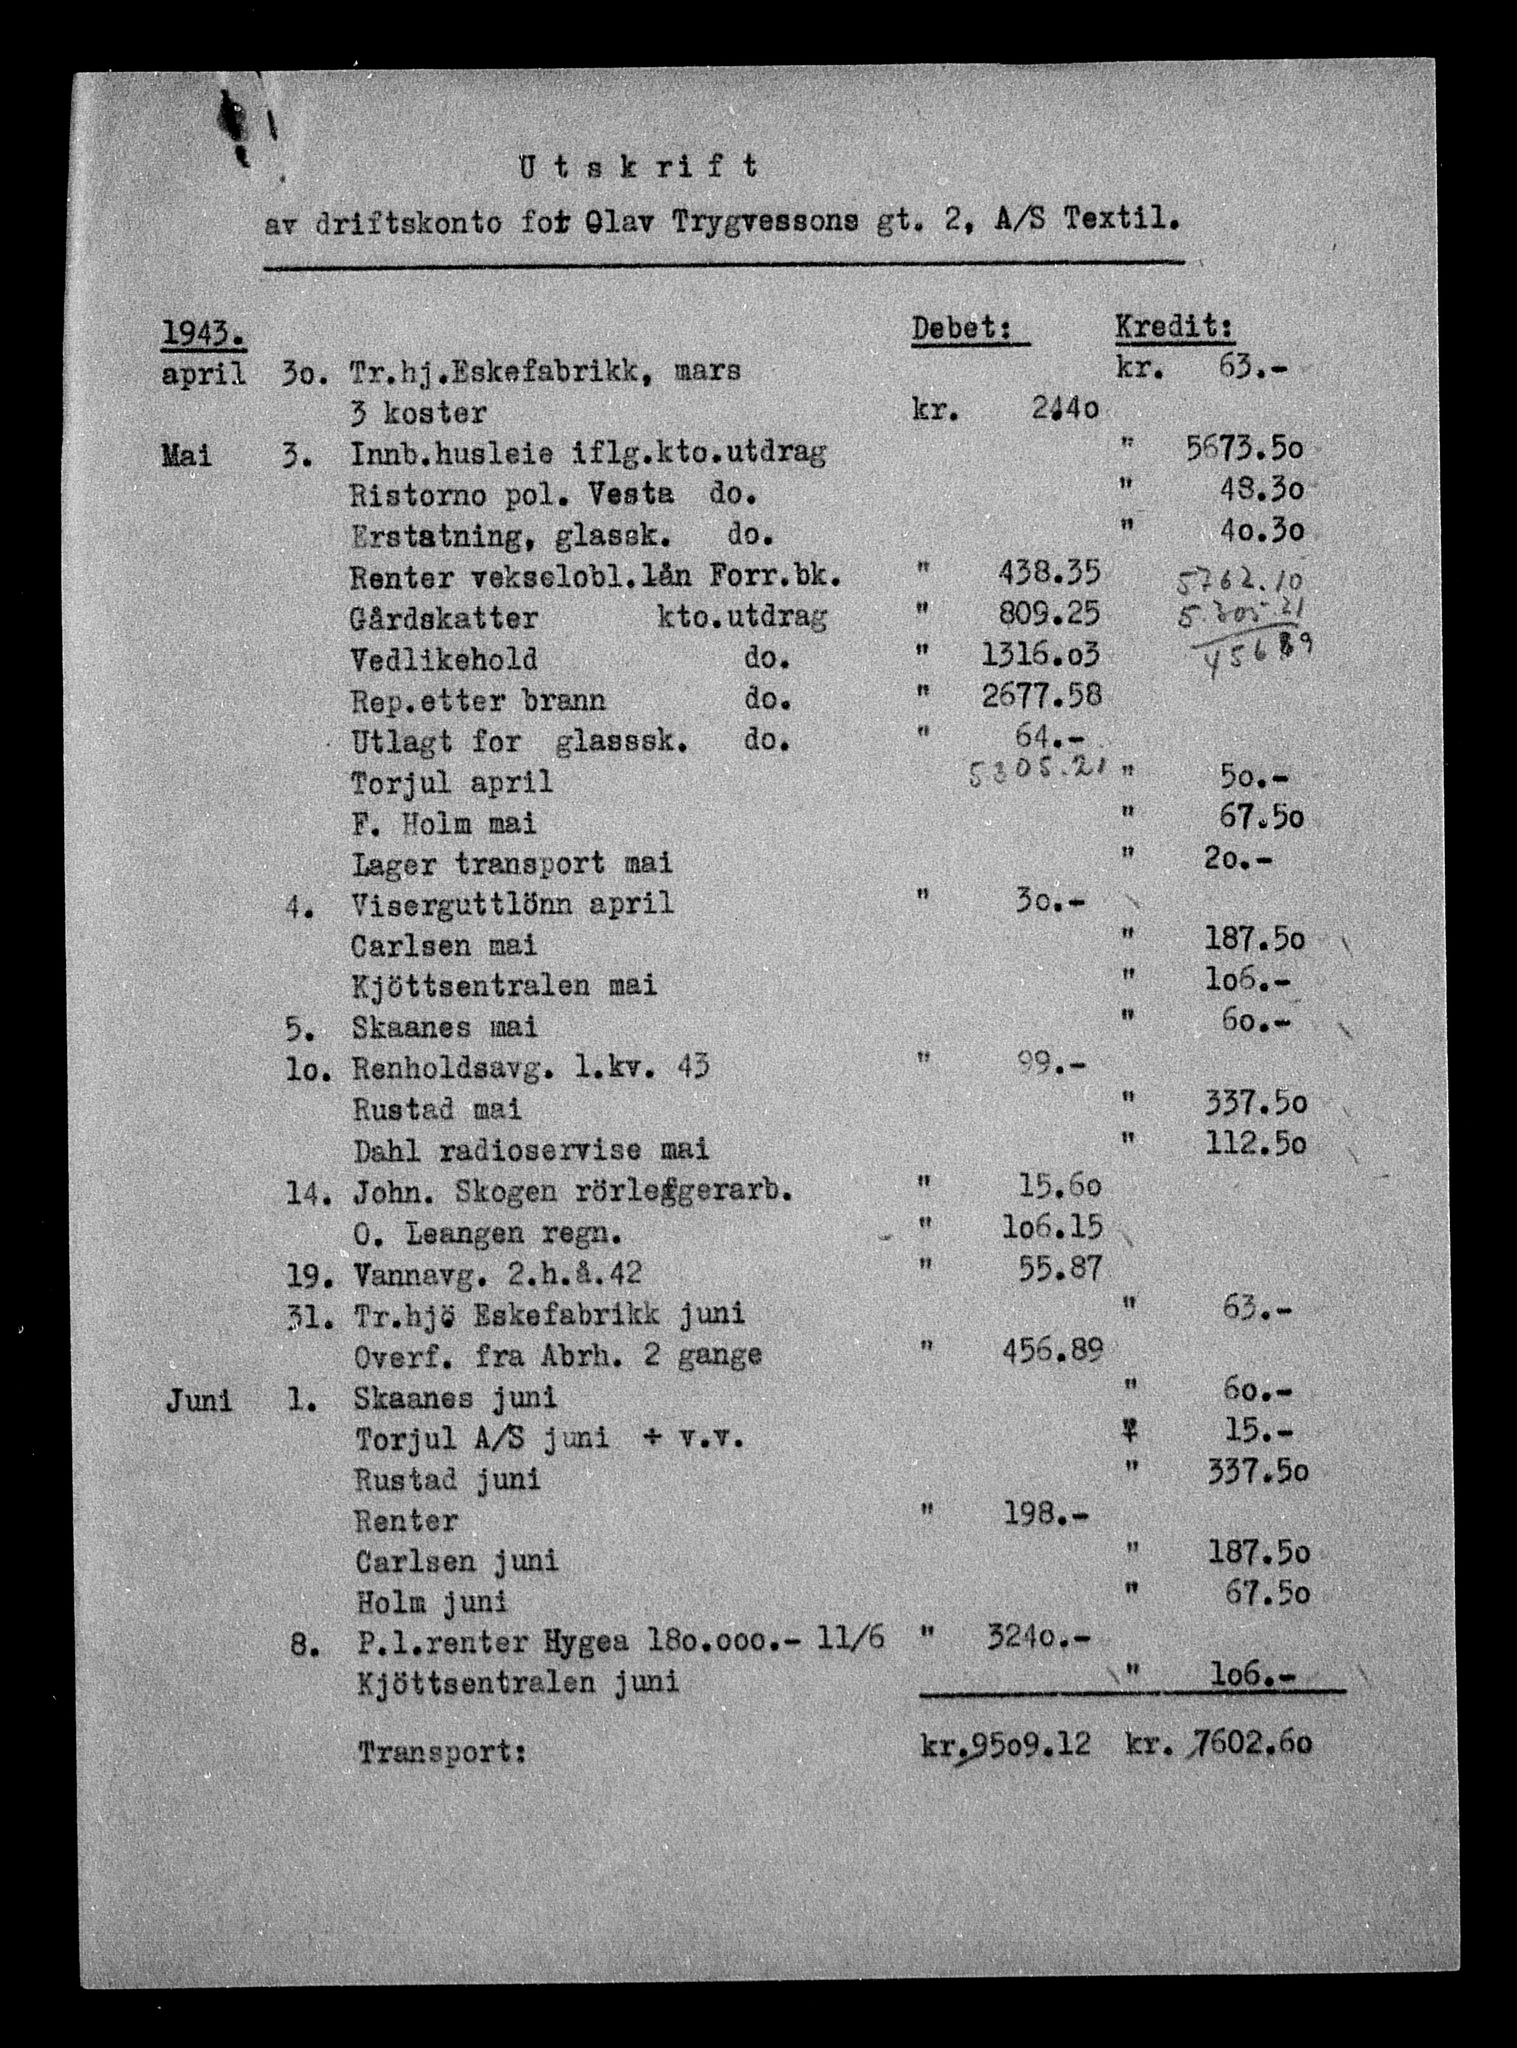 Utskrift
av driftskonto for Olav Trygvessons gt. 2, A/S Textil.
1943. Debet: Kredit:
april 3o. Tr.hj.Eskefabrikk, mars kr. 63.-
3 koster kr. 2.4o
Mai 3. Innb.husleie iflg.kto.utdrag " 5673.5o
Ristorno pol. Vesta do. " 48.3o
Erstatning, glassk. do. " 4o.3o
Renter vekselobl.lån Forr.bk. " 438.35 5762.10
Gårdskatter kto.utdrag " 809.25 5.305.21
Vedlikehold do. " 1316.o3 456 89
Rep.etter brann do. " 2677.58
Utlagt for glasssk. do. " 64.-
5305.21
Torjul april " 5o.-
F. Holm mai " 67.5o
Lager transport mai " 2o.-
4. Viserguttlönn april " 3o.-
Carlsen mai " 187.5o
Kjöttsentralen mai " 1o6.-
5. Skaanes mai " 6o.-
1o. Renholdsavg. 1.kv. 43 " 99.-
Rustad mai " 337.5o
Dahl radioservise mai " 112.5o
14. John. Skogen rörleggerarb. " 15.6o
O. Leangen regn. " 1o6.15
19. Vannavg. 2.h.å.42 " 55.87
31. Tr.hjö Eskefabrikk juni " 63.-
Overf. fra Abrh. 2 gange " 456.89
Juni 1. Skaanes juni " 6o.-
Torjul A/S juni + v.v. " 15.-
Rustad juni " 337.5o
Renter " 198.-
Carlsen juni " 187.5o
Holm juni " 67.5o
8. P.l.renter Hygea 18o.ooo.- 11/6 " 324o.-
Kjöttsentralen juni " 1o6.-
Transport: kr.95o9.12 kr. 7602.6o